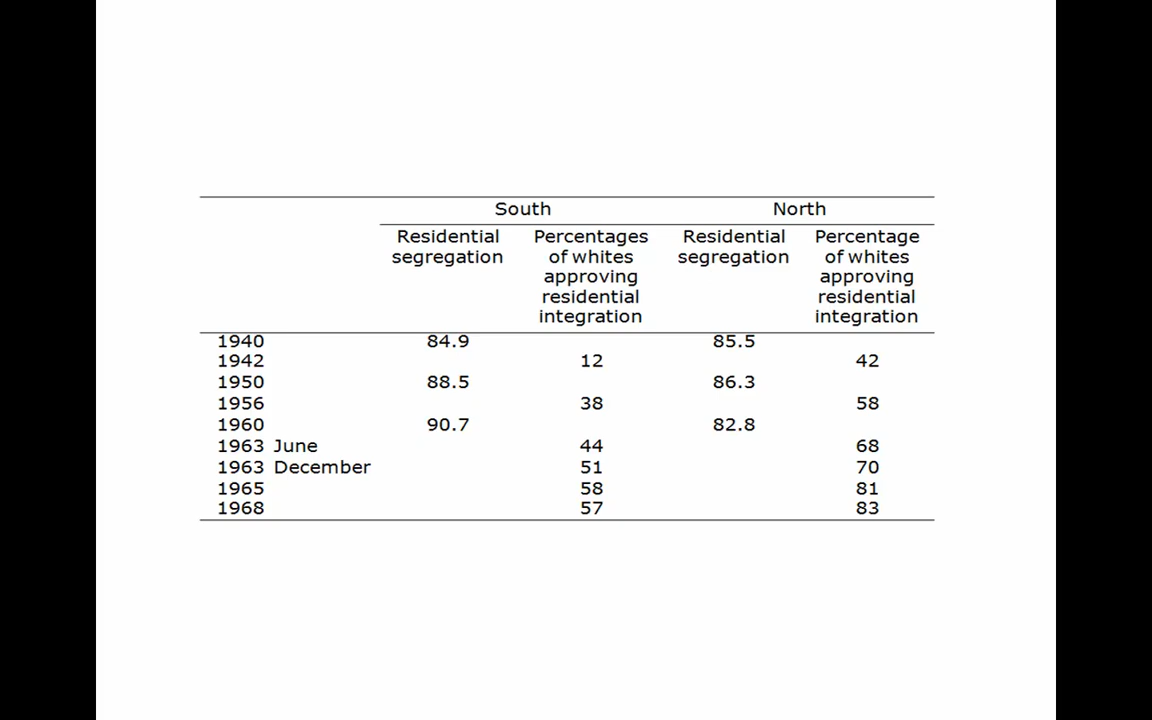 South North
Residential Percentages Residential Percentage
segregation of whites segregation of whites
approving approving
residential residential
integration integration
1940 84.9 85.5
1942 12 42
1950 88.5 86.3
1956 38 58
1960 90.7 82.8
1963 June 44 68
1963 December 51 70
1965 58 81
1968 57 83